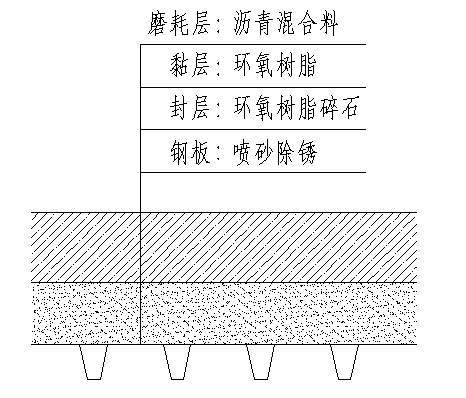 磨耗层：沥青混合料
黏层：环氧树脂
封层：环氧树脂碎石
钢板：喷砂除锈